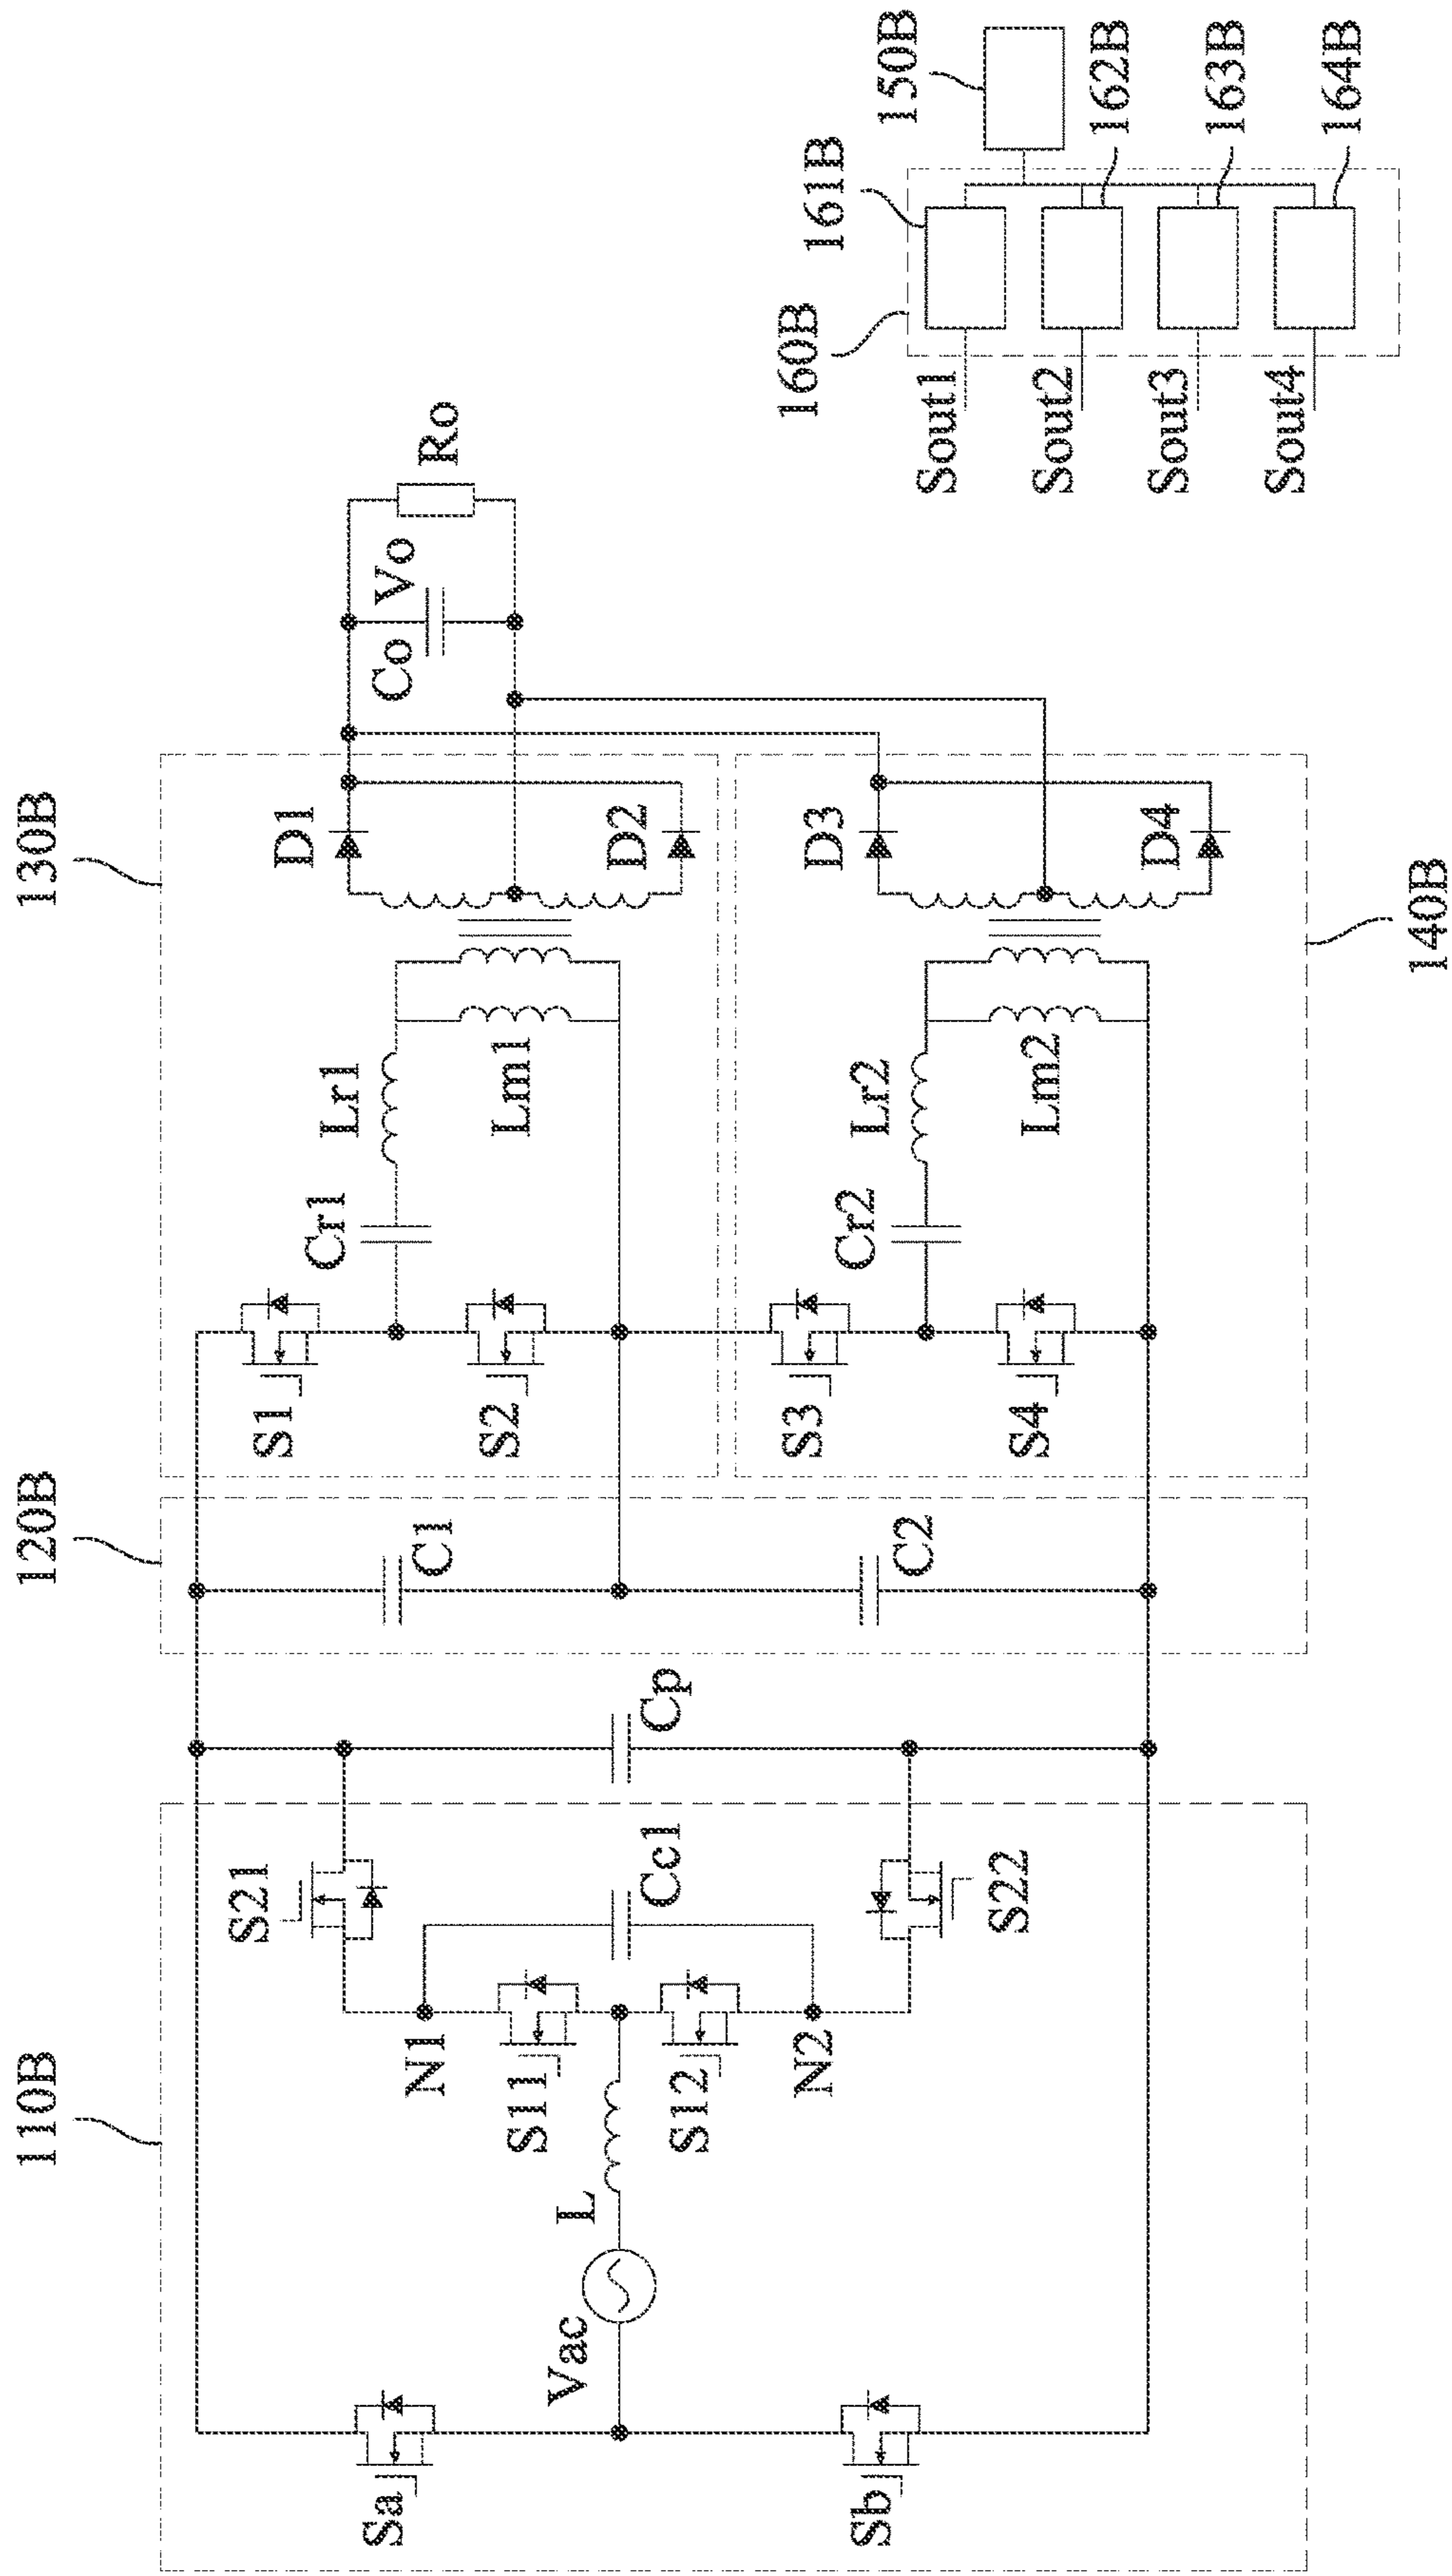 110B
120B
130B
Sa
Sb
Vac
L
S11
S12
N1
N2
S21
S22
Cc1
Cp
C1
C2
S1
S2
S3
S4
Cr1
Lr1
Lm1
Cr2
Lr2
Lm2
D1
D2
D3
D4
140B
Co
Vo
Ro
160B
161B
150B
162B
163B
164B
Sout1
Sout2
Sout3
Sout4